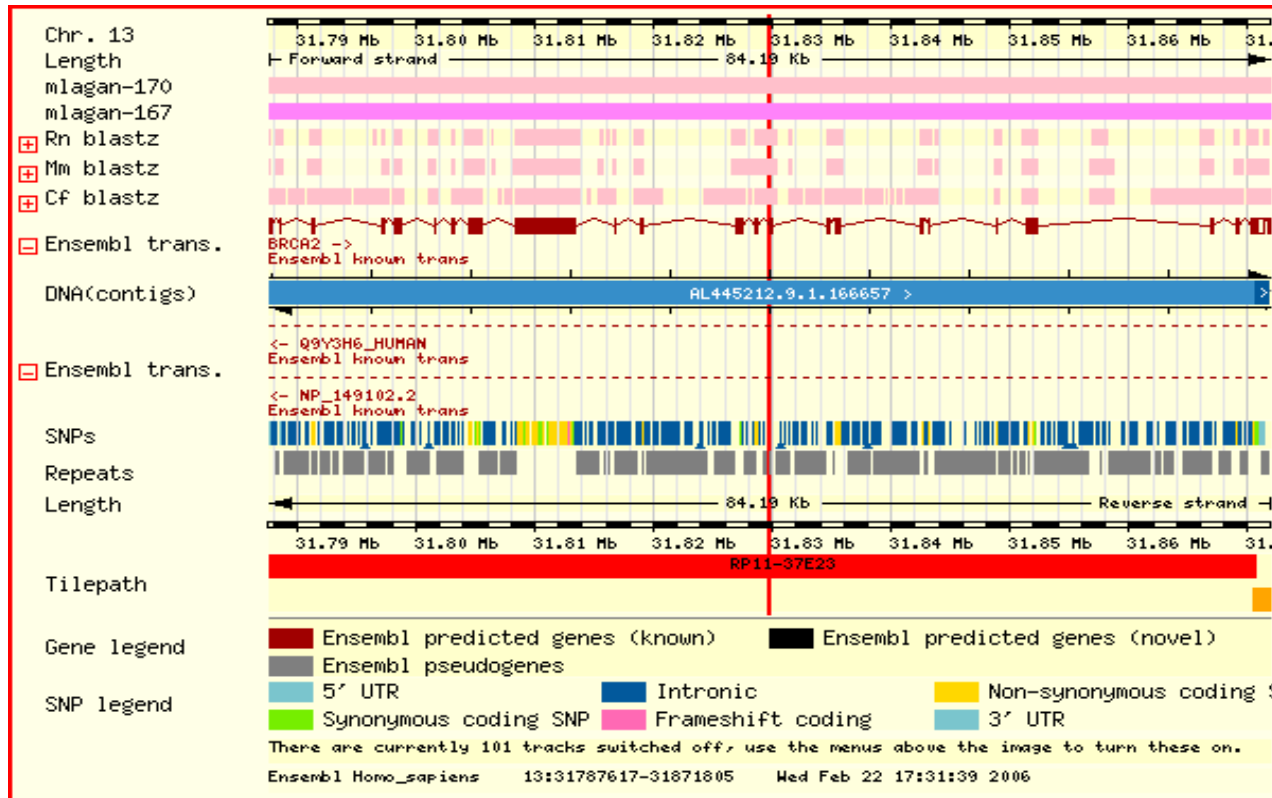 Chr. 13
31.79 Mb 31.80 Mb 31.81 Mb 31.82 Mb 31.83 Mb 31.84 Mb 31.85 Mb 31.86 Mb 31.
Length Forward strand 84.19 Kb
mlagan-170
mlagan-167
Rn blastz
Mm blastz
Cf blastz
Ensembl trans.
BRCA2 ->
Ensembl known trans
DNA(contigs) AL445212.9.1.166657 > >
<- Q9Y3H6_HUMAN
Ensembl known trans
Ensembl trans.
<- NP_149102.2
Ensembl known trans
SNPs
Repeats
Length 84.19 Kb Reverse strand
31.79 Mb 31.80 Mb 31.81 Mb 31.82 Mb 31.83 Mb 31.84 Mb 31.85 Mb 31.86 Mb 31.
RP11-37E23
Tilepath
Gene legend Ensembl predicted genes (known) Ensembl predicted genes (novel)
Ensembl pseudogenes
SNP legend 5' UTR Intronic Non-synonymous coding S
Synonymous coding SNP Frameshift coding 3' UTR
There are currently 101 tracks switched off, use the menus above the image to turn these on.
Ensembl Homo_sapiens 13:31787617-31871805 Wed Feb 22 17:31:39 2006